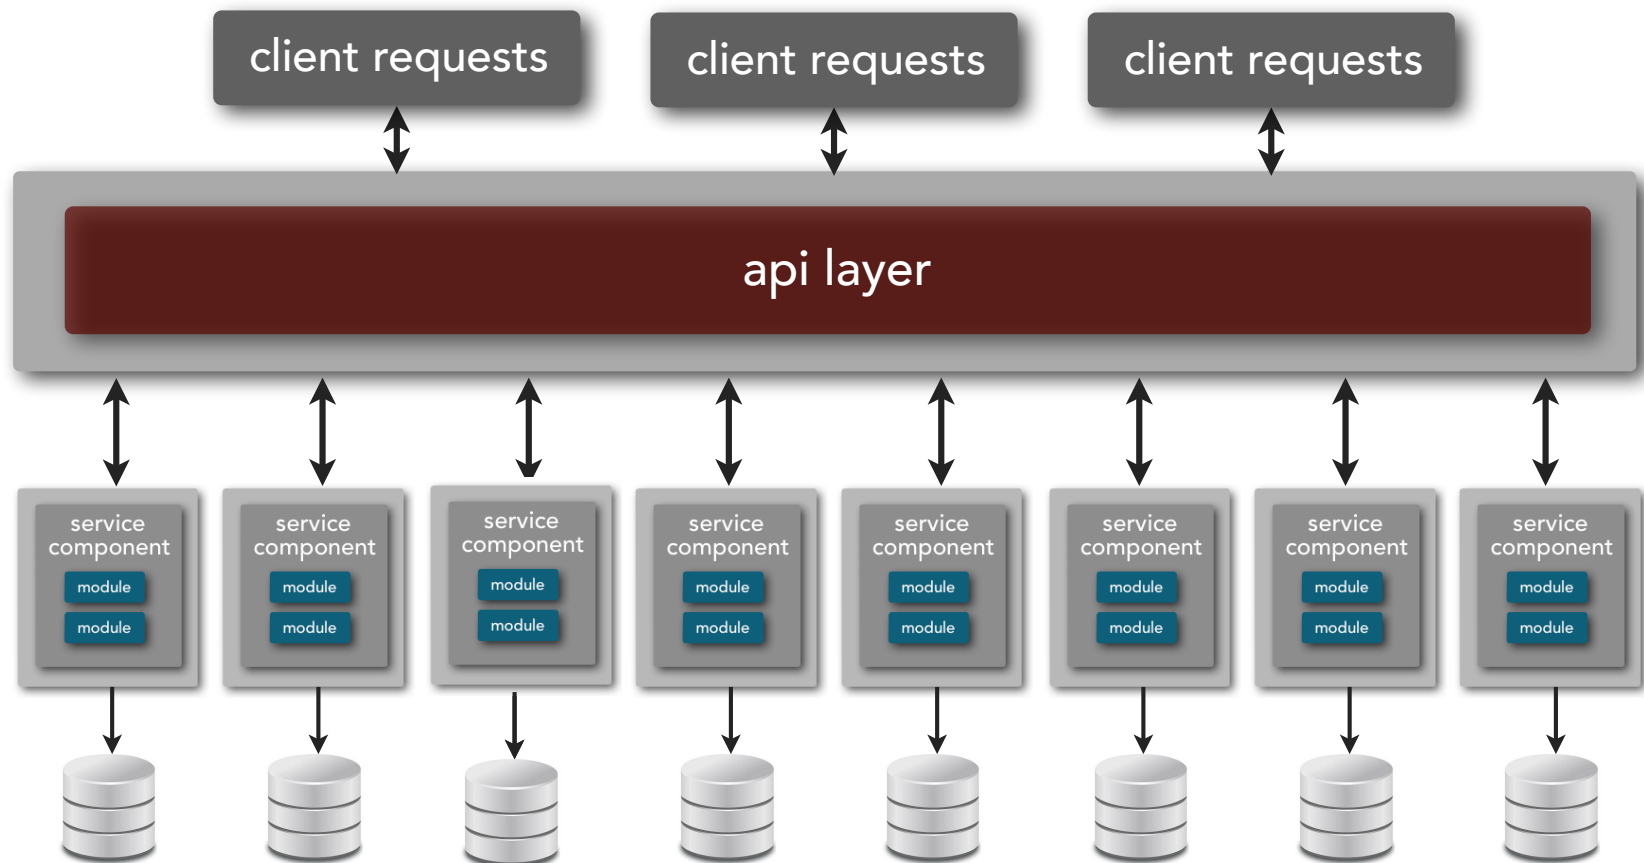 client requests
client requests
client requests
api layer
service
component
module
module
service
component
module
module
service
component
module
module
service
component
module
module
service
component
module
module
service
component
module
module
service
component
module
module
service
component
module
module